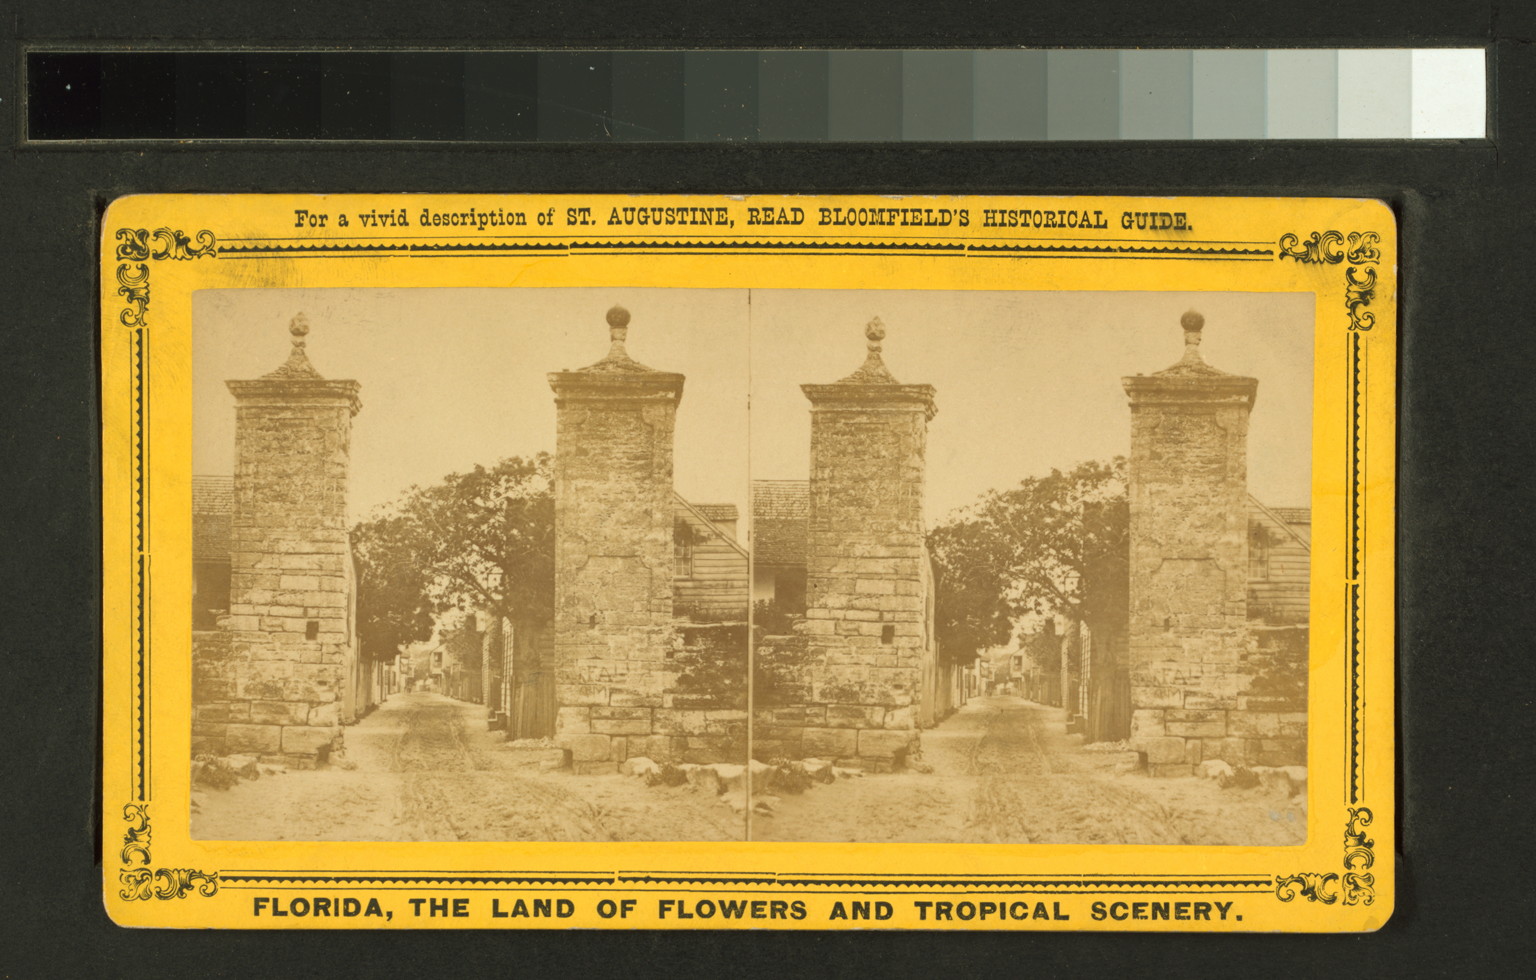 For a vivid description of ST. AUGUSTINE, READ BLOOMFIELD'S HISTORICAL GUIDE.
FLORIDA, THE LAND OF FLOWERS AND TROPICAL SCENERY.